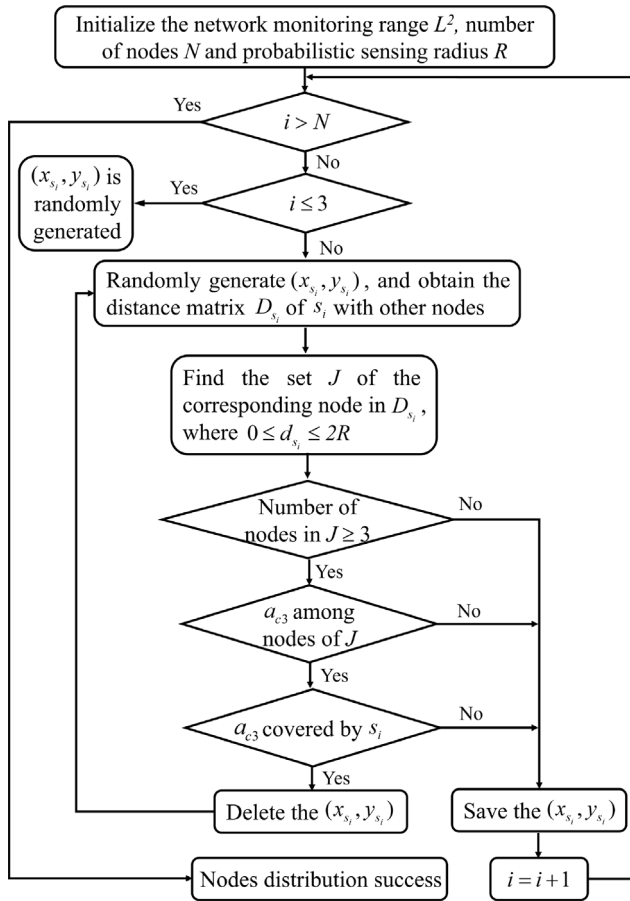 Initialize the network monitoring range L², number
of nodes N and probabilistic sensing radius R
Yes
i > N
No
(x_{s_i}, y_{s_i}) is
randomly
generated
Yes
i ≤ 3
No
Randomly generate (x_{s_i}, y_{s_i}), and obtain the
distance matrix D_{s_i} of s_i with other nodes
Find the set J of the
corresponding node in D_{s_i},
where 0 ≤ d_{s_i} ≤ 2R
Number of
nodes in J ≥ 3
No
Yes
a_{c3} among
nodes of J
No
Yes
a_{c3} covered by s_i
No
Yes
Delete the (x_{s_i}, y_{s_i})
Save the (x_{s_i}, y_{s_i})
Nodes distribution success
i = i+1